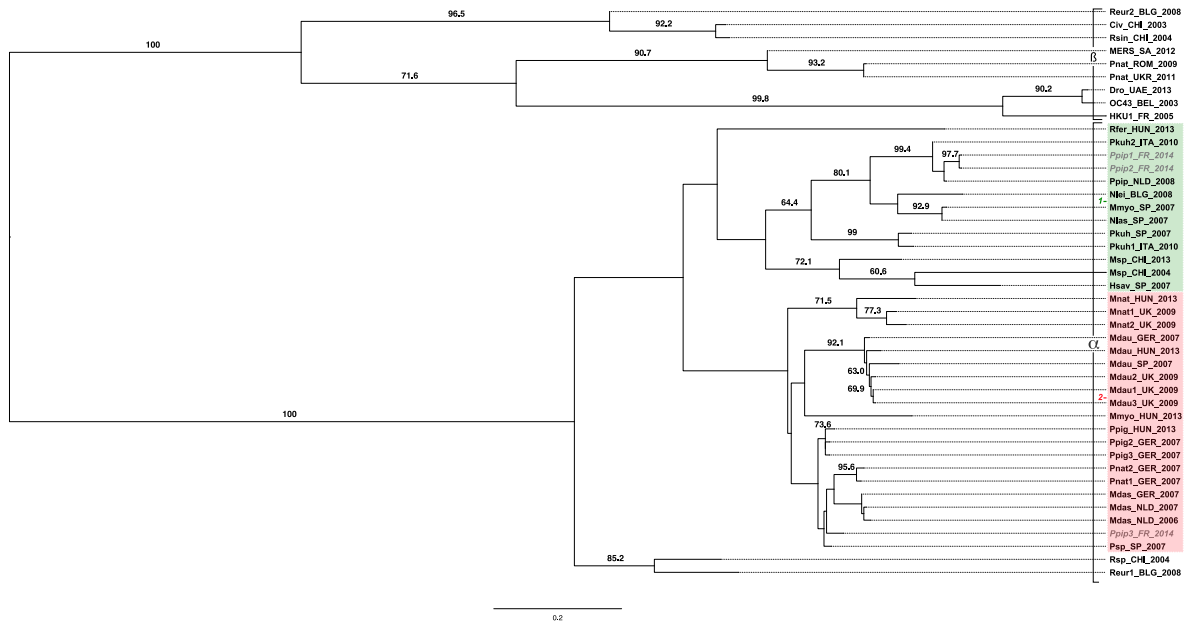 Reur2_BLG_2008
96.5
Civ_CHI_2003
92.2
Rsin_CHI_2004
100
MERS_SA_2012
90.7
ß
Pnat_ROM_2009
93.2
Pnat_UKR_2011
71.6
Dro_UAE_2013
90.2
OC43_BEL_2003
99.8
HKU1_FR_2005
Rfer_HUN_2013
Pkuh2_ITA_2010
99.4
Ppip1_FR_2014
97.7
Ppip2_FR_2014
80.1
Ppip_NLD_2008
Nlei_BLG_2008
1-
Mmyo_SP_2007
92.9
64.4
Nlas_SP_2007
Pkuh_SP_2007
99
Pkuh1_ITA_2010
Msp_CHI_2013
72.1
Msp_CHI_2004
60.6
Hsav_SP_2007
Mnat_HUN_2013
71.5
Mnat1_UK_2009
77.3
Mnat2_UK_2009
Mdau_GER_2007
α
92.1
Mdau_HUN_2013
Mdau_SP_2007
63.0
Mdau2_UK_2009
69.9
Mdau1_UK_2009
2-
Mdau3_UK_2009
Mmyo_HUN_2013
100
73.6
Ppig_HUN_2013
Ppig2_GER_2007
Ppig3_GER_2007
95.6
Pnat2_GER_2007
Pnat1_GER_2007
Mdas_GER_2007
Mdas_NLD_2007
Mdas_NLD_2006
Ppip3_FR_2014
Psp_SP_2007
85.2
Rsp_CHI_2004
Reur1_BLG_2008
0.2